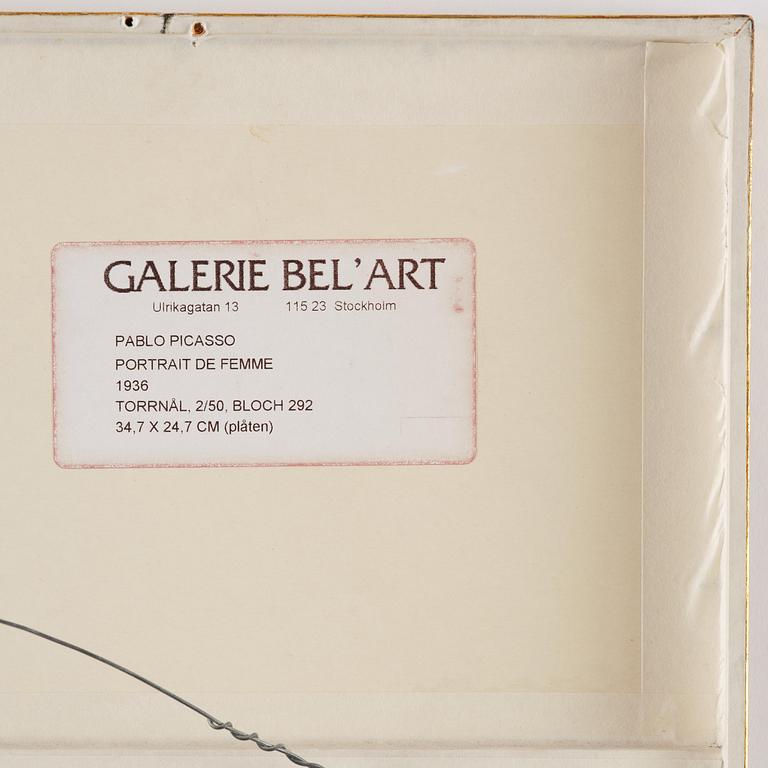 GALERIE BEL'ART
Ulrikagatan 13 115 23 Stockholm
PABLO PICASSO
PORTRAIT DE FEMME
1936
TORRNÅL, 2/50, BLOCH 292
34,7 X 24,7 CM (plåten)